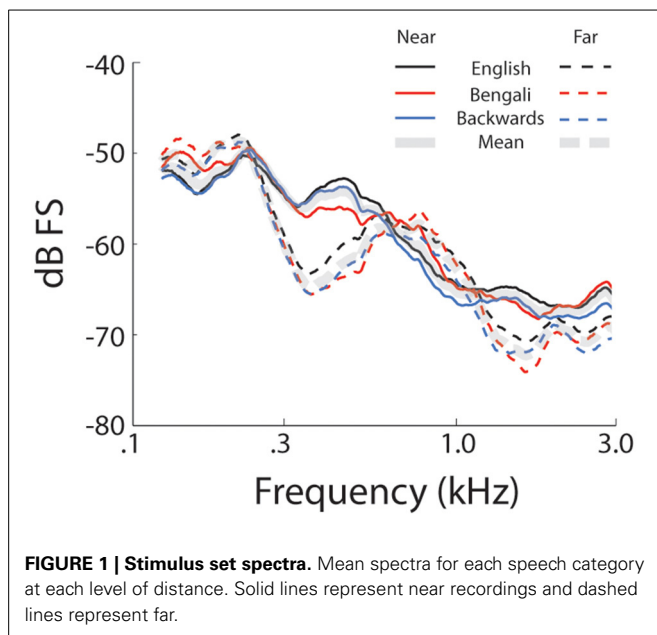 Near Far
English
Bengali
Backwards
Mean
-40
-50
-60
-70
-80
dB FS
.1 .3 1.0 3.0
Frequency (kHz)
FIGURE 1 | Stimulus set spectra. Mean spectra for each speech category
at each level of distance. Solid lines represent near recordings and dashed
lines represent far.